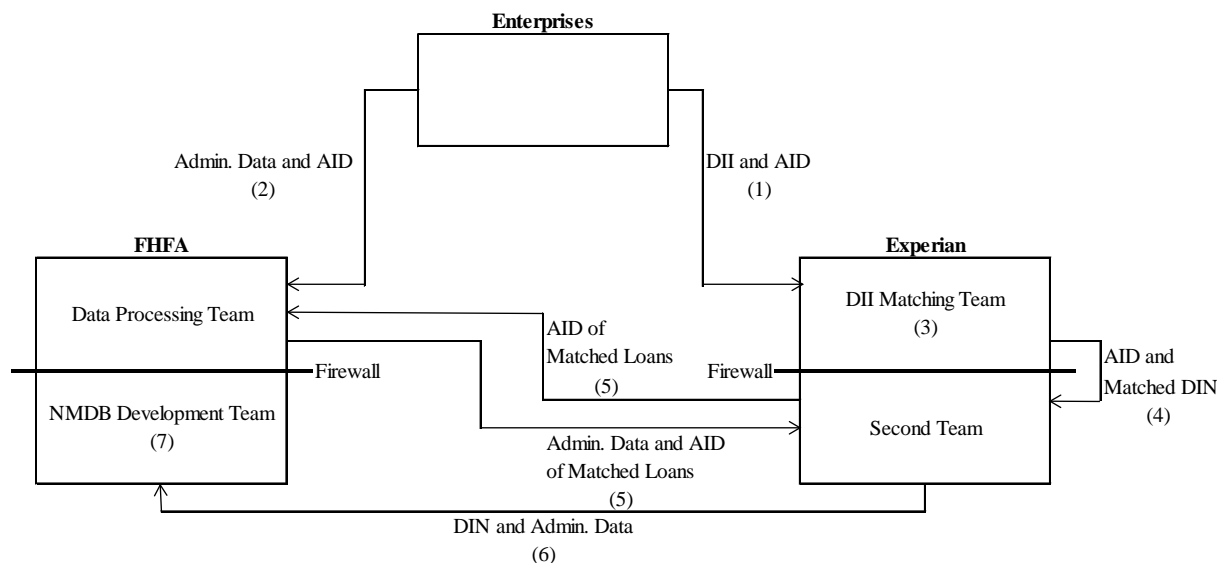 Enterprises
Admin. Data and AID
(2)
DII and AID
(1)
FHFA
Experian
Data Processing Team
DII Matching Team
(3)
AID of
Matched Loans
(5)
Firewall
Firewall
AID and
Matched DIN
(4)
NMDB Development Team
(7)
Second Team
Admin. Data and AID
of Matched Loans
(5)
DIN and Admin. Data
(6)